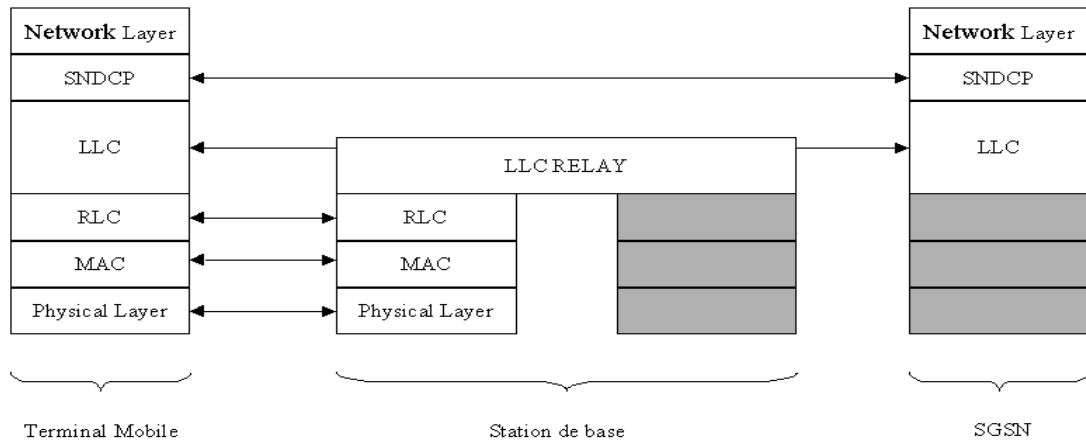 Network Layer
SNDCP
LLC
RLC
MAC
Physical Layer
Terminal Mobile
LLC RELAY
RLC
MAC
Physical Layer
Station de base
Network Layer
SNDCP
LLC
SGSN